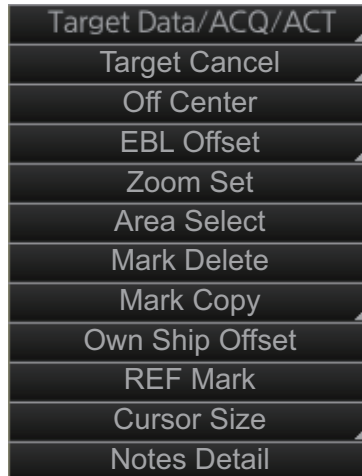 Target Data/ACQ/ACT
Target Cancel
Off Center
EBL Offset
Zoom Set
Area Select
Mark Delete
Mark Copy
Own Ship Offset
REF Mark
Cursor Size
Notes Detail